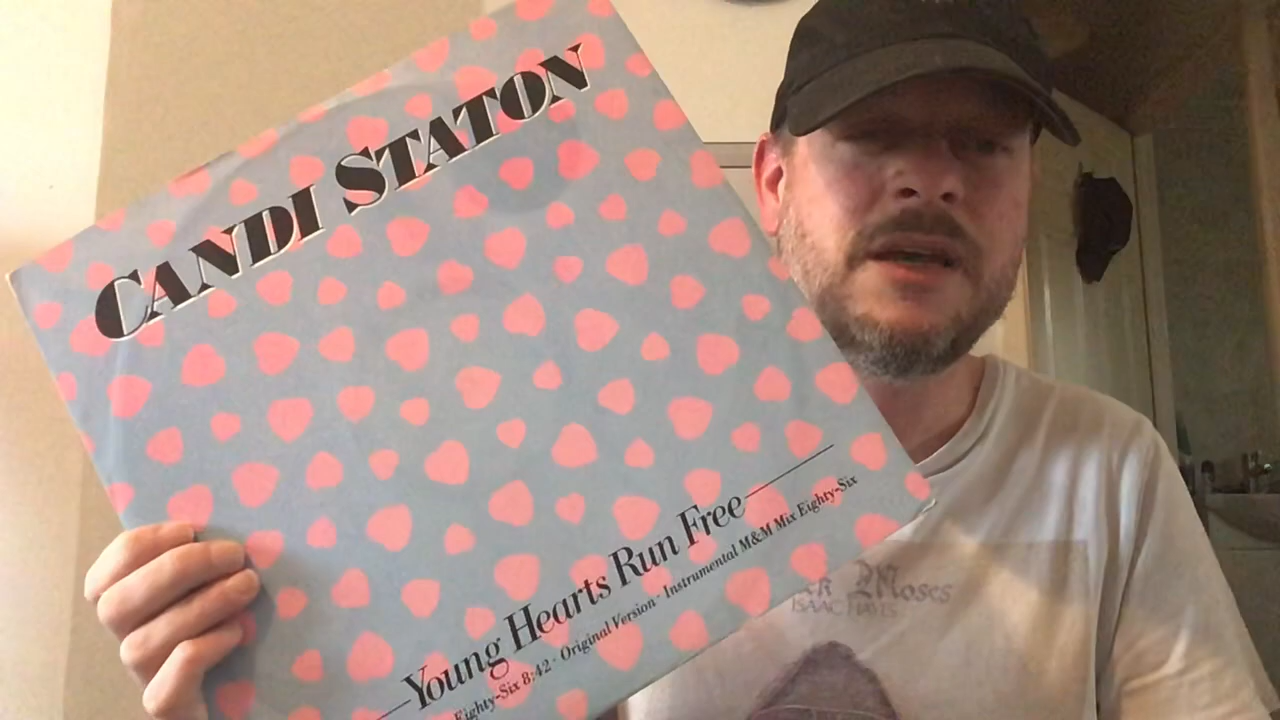 CANDI STATON
Young Hearts Run Free
Eighty-Six 8:42 · Original Version · Instrumental M&M Mix Eighty-Six
Moses
ISAAC HAYES